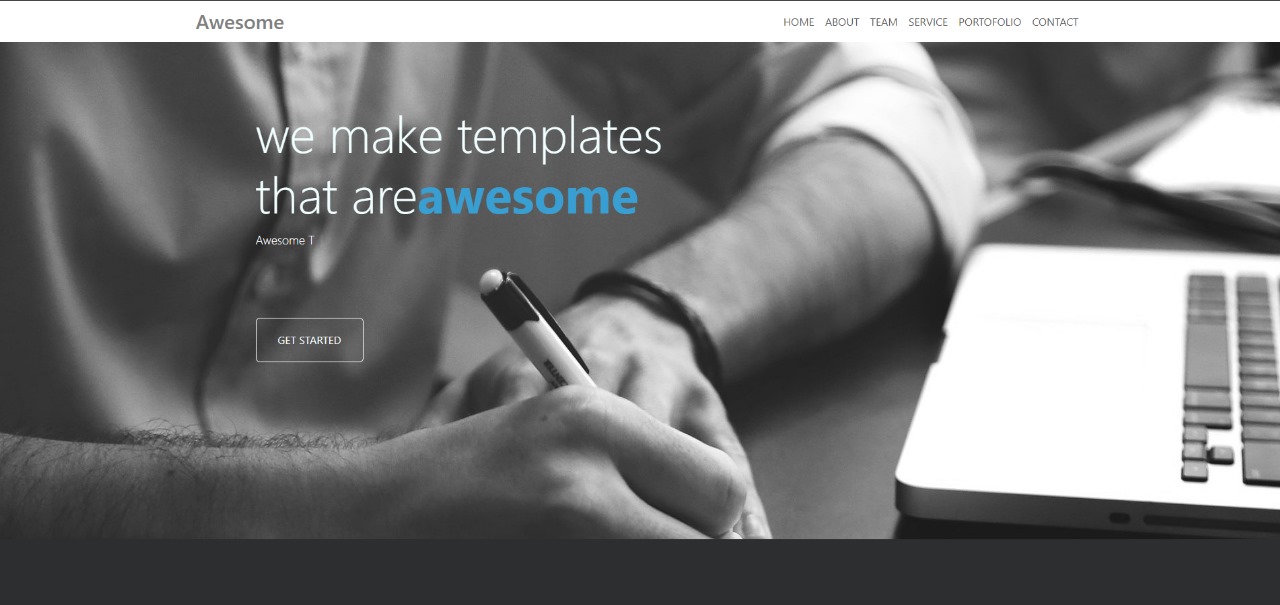 Awesome
HOME ABOUT TEAM SERVICE PORTOFOLIO CONTACT
we make templates
that areawesome
Awesome T
GET STARTED